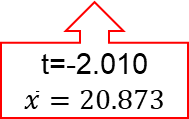 t=-2.010
ẋ = 20.873